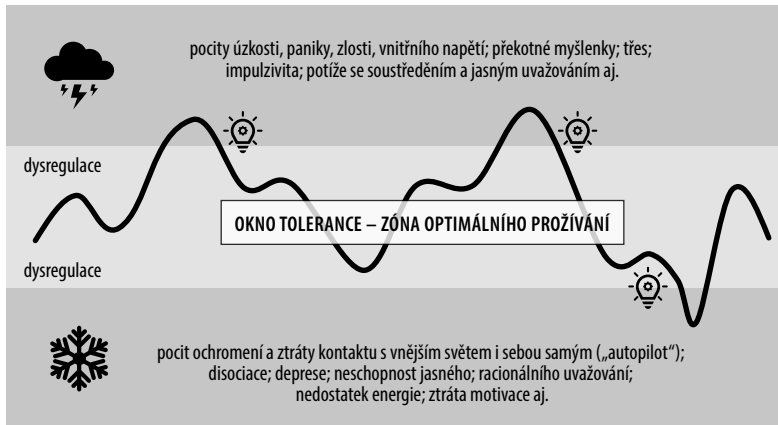 pocity úzkosti, paniky, zlosti, vnitřního napětí; překotné myšlenky; třes;
impulzivita; potíže se soustředěním a jasným uvažováním aj.
dysregulace
OKNO TOLERANCE – ZÓNA OPTIMÁLNÍHO PROŽÍVÁNÍ
dysregulace
pocit ochromení a ztráty kontaktu s vnějším světem i sebou samým („autopilot“);
disociace; deprese; neschopnost jasného; racionálního uvažování;
nedostatek energie; ztráta motivace aj.